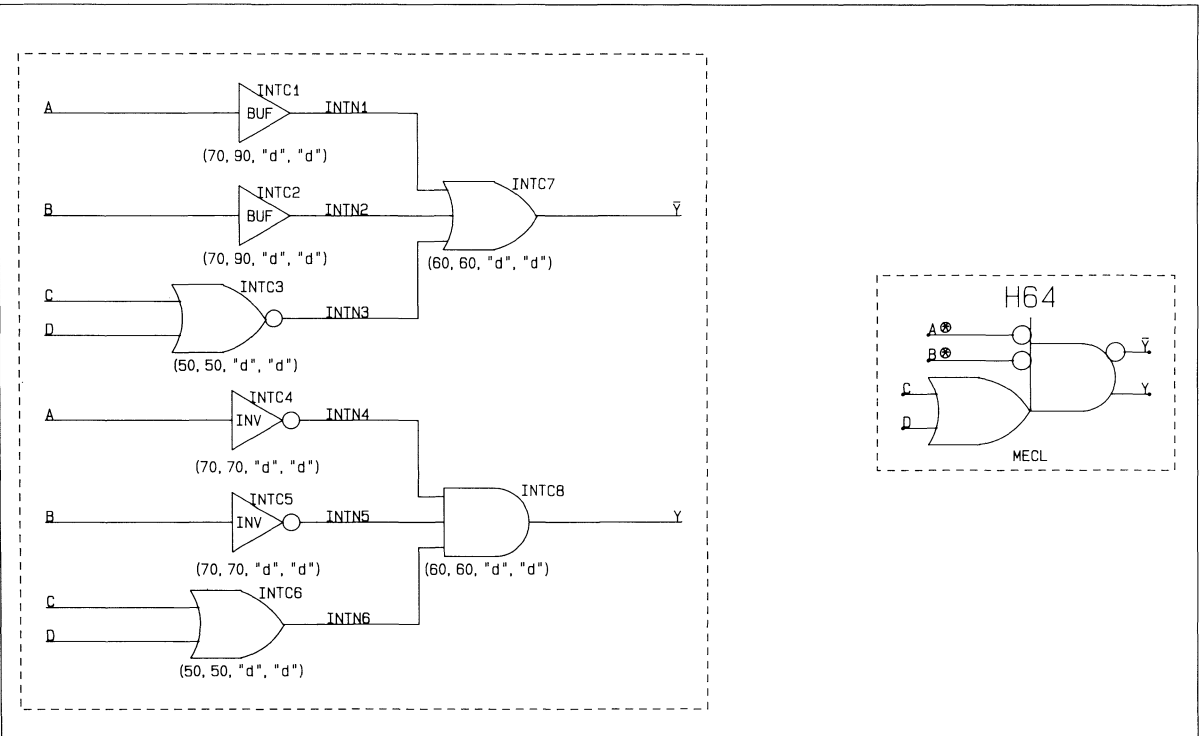 INTC1
A
BUF
INTN1
(70, 90, "d", "d")
INTC2
B
BUF
INTN2
(70, 90, "d", "d")
INTC7
Ȳ
(60, 60, "d", "d")
INTC3
C
D
INTN3
(50, 50, "d", "d")
INTC4
A
INV
INTN4
(70, 70, "d", "d")
INTC5
B
INV
INTN5
(70, 70, "d", "d")
INTC8
Y
(60, 60, "d", "d")
INTC6
C
D
INTN6
(50, 50, "d", "d")
H64
A⊛
B⊛
C
D
Ȳ
Y
MECL